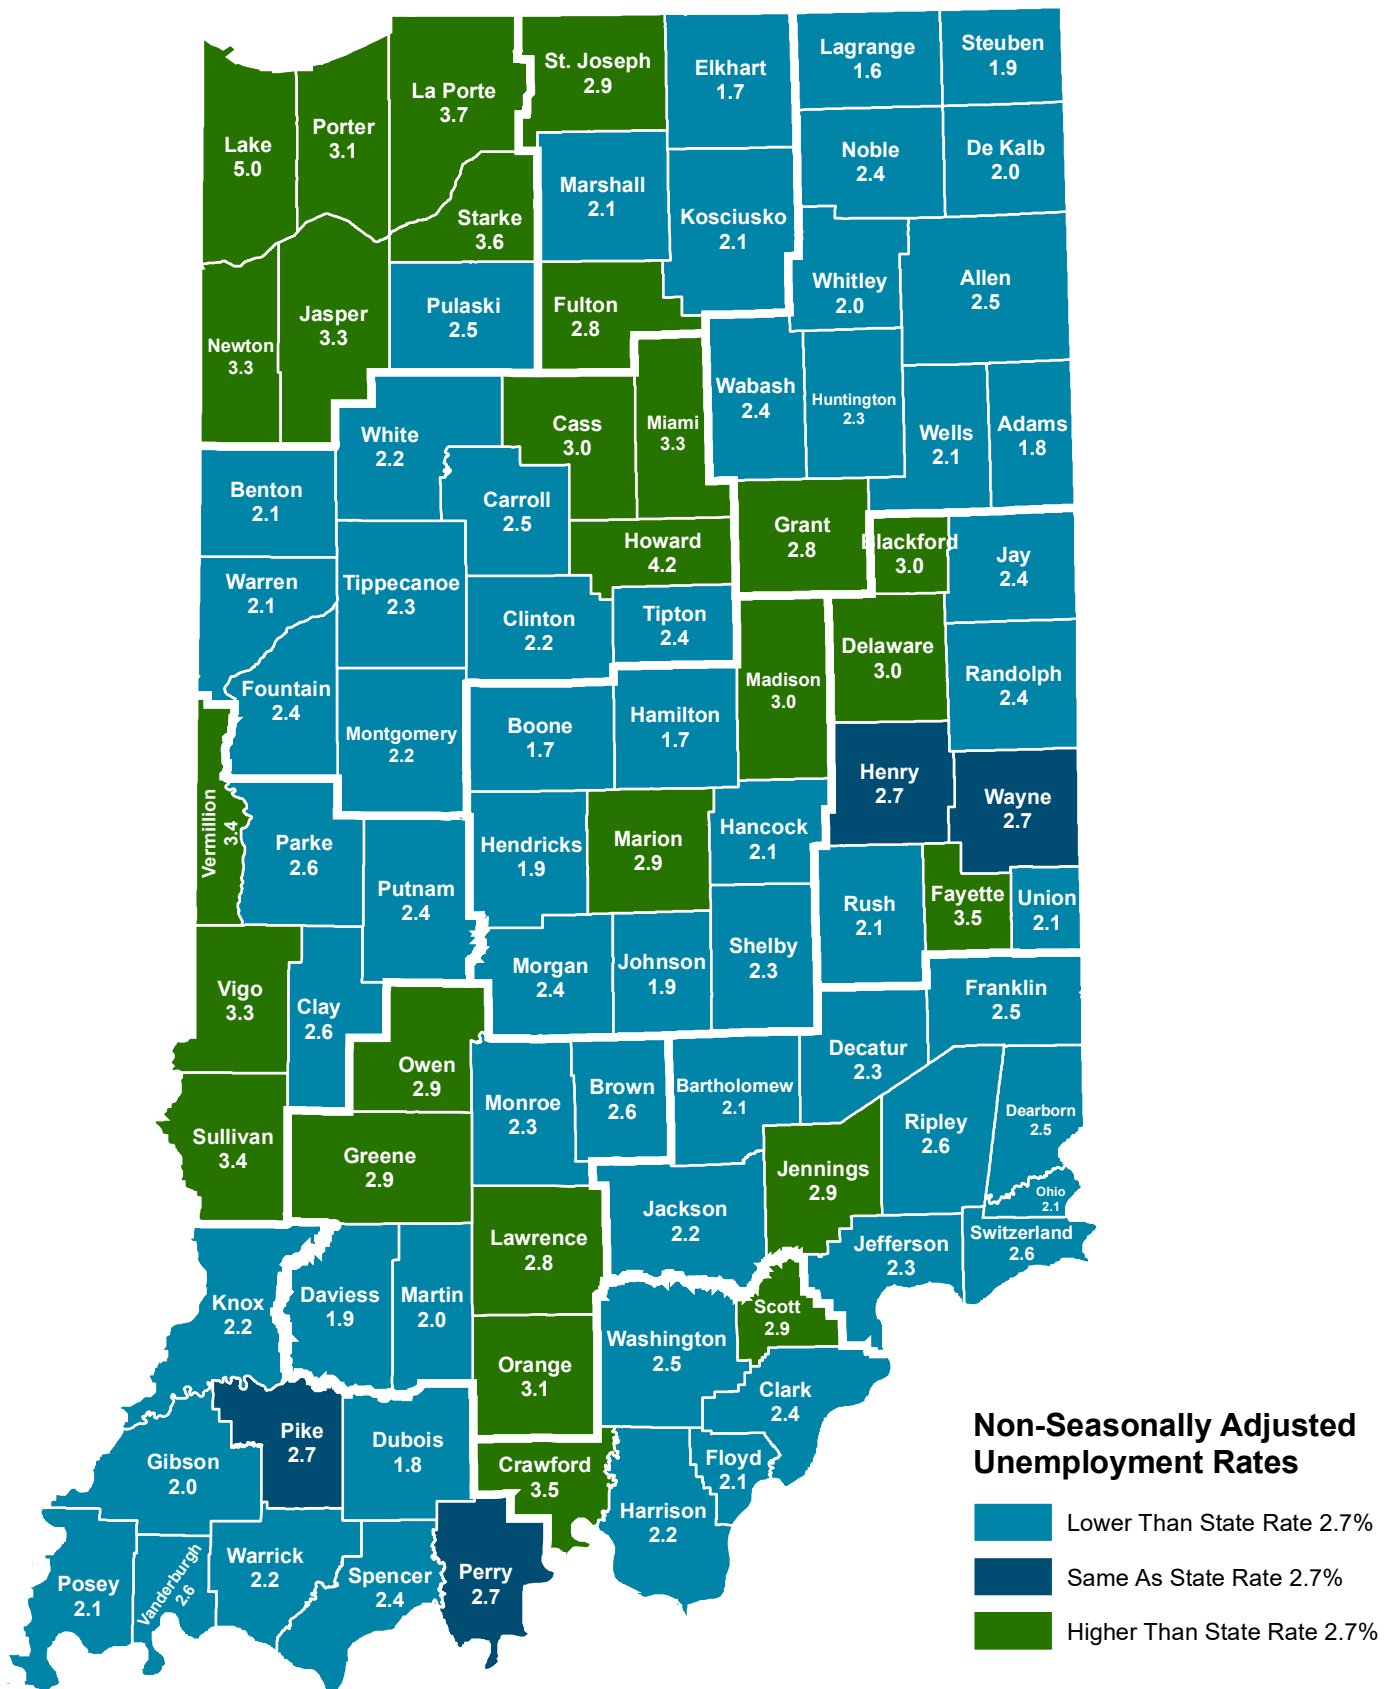 St. Joseph
2.9
Elkhart
1.7
Lagrange
1.6
Steuben
1.9
La Porte
3.7
Porter
3.1
Lake
5.0
Noble
2.4
De Kalb
2.0
Marshall
2.1
Kosciusko
2.1
Starke
3.6
Whitley
2.0
Allen
2.5
Pulaski
2.5
Fulton
2.8
Jasper
3.3
Newton
3.3
Wabash
2.4
Huntington
2.3
Wells
2.1
Adams
1.8
White
2.2
Cass
3.0
Miami
3.3
Benton
2.1
Carroll
2.5
Grant
2.8
Blackford
3.0
Jay
2.4
Howard
4.2
Warren
2.1
Tippecanoe
2.3
Clinton
2.2
Tipton
2.4
Delaware
3.0
Randolph
2.4
Madison
3.0
Fountain
2.4
Montgomery
2.2
Boone
1.7
Hamilton
1.7
Henry
2.7
Wayne
2.7
Vermillion
3.4
Parke
2.6
Putnam
2.4
Hendricks
1.9
Marion
2.9
Hancock
2.1
Rush
2.1
Fayette
3.5
Union
2.1
Vigo
3.3
Clay
2.6
Morgan
2.4
Johnson
1.9
Shelby
2.3
Franklin
2.5
Owen
2.9
Decatur
2.3
Monroe
2.3
Brown
2.6
Bartholomew
2.1
Ripley
2.6
Dearborn
2.5
Sullivan
3.4
Greene
2.9
Jennings
2.9
Ohio
2.1
Jackson
2.2
Lawrence
2.8
Jefferson
2.3
Switzerland
2.6
Knox
2.2
Daviess
1.9
Martin
2.0
Scott
2.9
Washington
2.5
Orange
3.1
Clark
2.4
Pike
2.7
Dubois
1.8
Gibson
2.0
Crawford
3.5
Floyd
2.1
Harrison
2.2
Posey
2.1
Vanderburgh
2.6
Warrick
2.2
Spencer
2.4
Perry
2.7
Non-Seasonally Adjusted
Unemployment Rates
Lower Than State Rate 2.7%
Same As State Rate 2.7%
Higher Than State Rate 2.7%